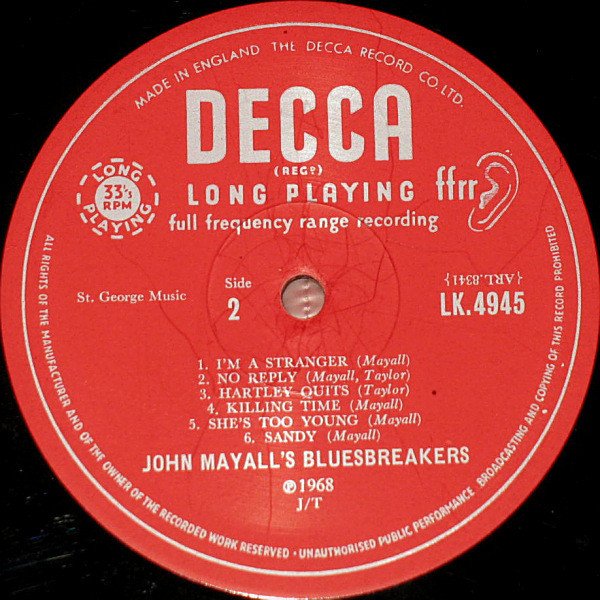 MADE IN ENGLAND THE DECCA RECORD CO. LTD.
DECCA
(REGᴰ)
LONG PLAYING
33⅓
RPM
LONG PLAYING
ffrr
full frequency range recording
St. George Music
Side
2
{ARL.8341}
LK.4945
1. I'M A STRANGER (Mayall)
2. NO REPLY (Mayall, Taylor)
3. HARTLEY QUITS (Taylor)
4. KILLING TIME (Mayall)
5. SHE'S TOO YOUNG (Mayall)
6. SANDY (Mayall)
JOHN MAYALL'S BLUESBREAKERS
℗1968
J/T
ALL RIGHTS OF THE MANUFACTURER AND OF THE OWNER OF THE RECORDED WORK RESERVED · UNAUTHORISED PUBLIC PERFORMANCE · BROADCASTING AND COPYING OF THIS RECORD PROHIBITED